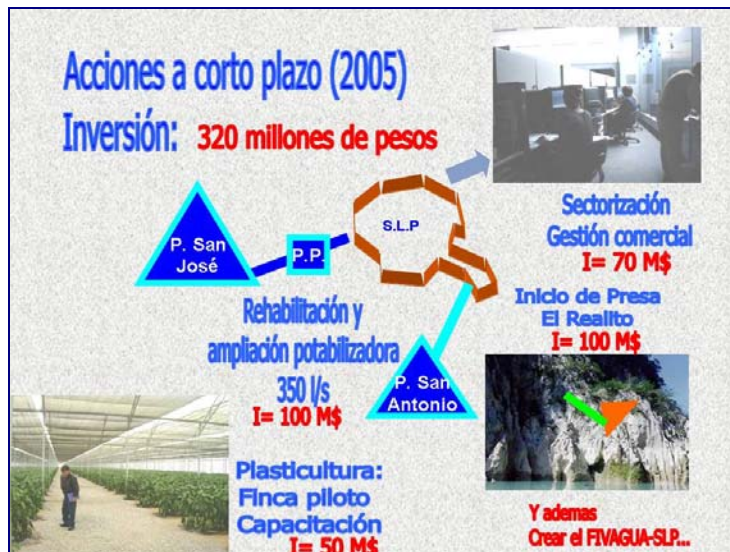 Acciones a corto plazo (2005)
Inversión: 320 millones de pesos
P. San
José
P.P.
S.L.P
Sectorización
Gestión comercial
I= 70 M$
Rehabilitación y
ampliación potabilizadora
350 l/s
I= 100 M$
Inicio de Presa
El Realito
I= 100 M$
P. San
Antonio
Plasticultura:
Finca piloto
Capacitación
I= 50 M$
Y ademas
Crear el FIVAGUA-SLP...